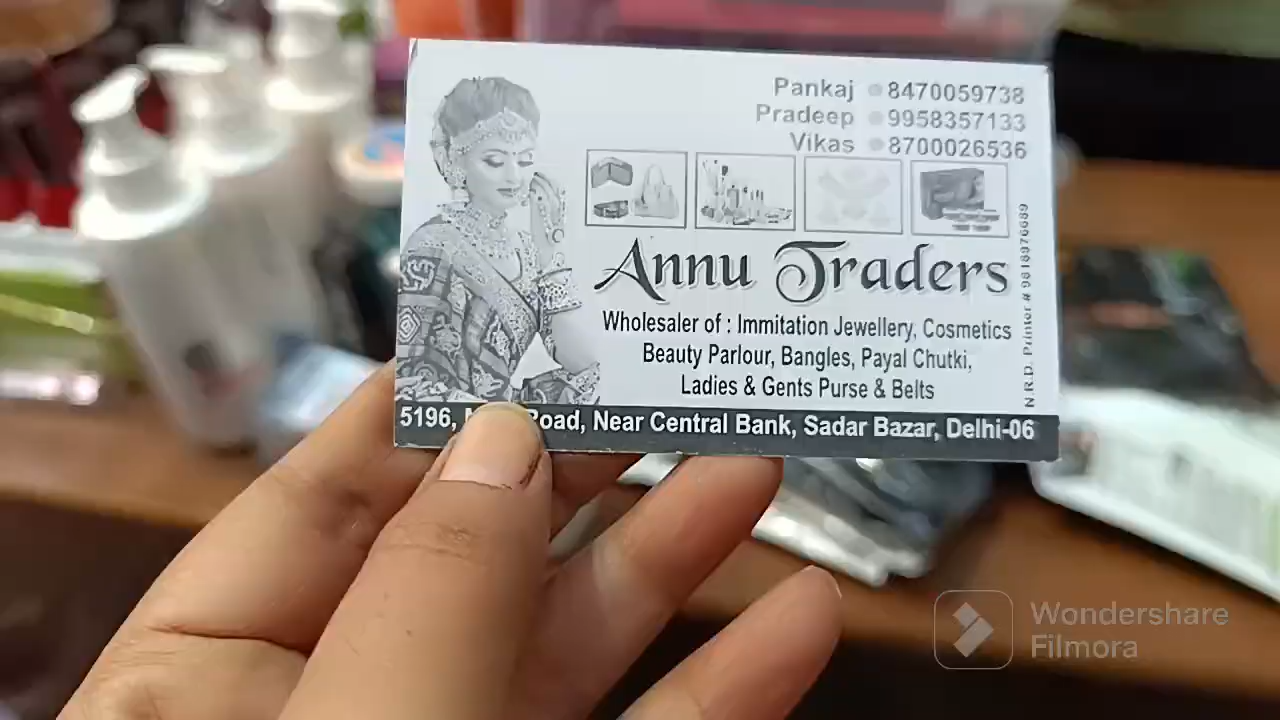 Pankaj 8470059738
Pradeep 9958357133
Vikas 8700026536
Annu Traders
Wholesaler of : Immitation Jewellery, Cosmetics
Beauty Parlour, Bangles, Payal Chutki,
Ladies & Gents Purse & Belts
5196, Road, Near Central Bank, Sadar Bazar, Delhi-06
N.R.D. Printer # 9818976689
Wondershare
Filmora